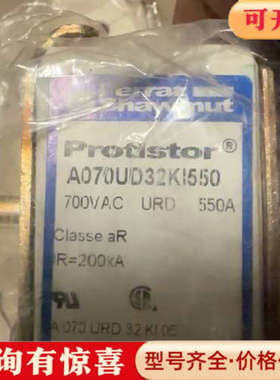 可开
Ferraz
Shawmut
Protistor®
A070UD32KI550
700VAC URD 550A
Classe aR
IR=200kA
A 070 URD 32 KI 05
询有惊喜
型号齐全·价格